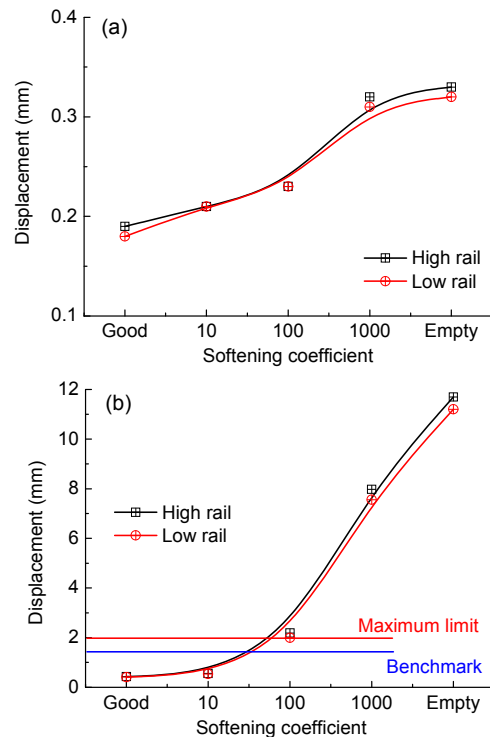 (a)
0.4
0.3
0.2
0.1
Displacement (mm)
High rail
Low rail
Good 10 100 1000 Empty
Softening coefficient
(b)
12
10
8
6
4
2
0
Displacement (mm)
High rail
Low rail
Maximum limit
Benchmark
Good 10 100 1000 Empty
Softening coefficient